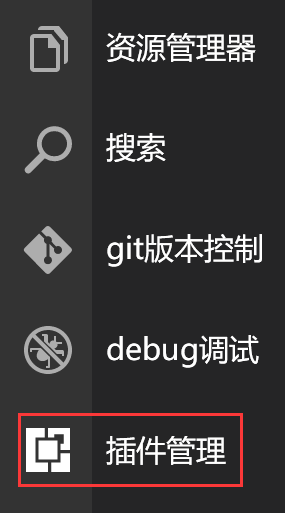 资源管理器
搜索
git版本控制
debug调试
插件管理